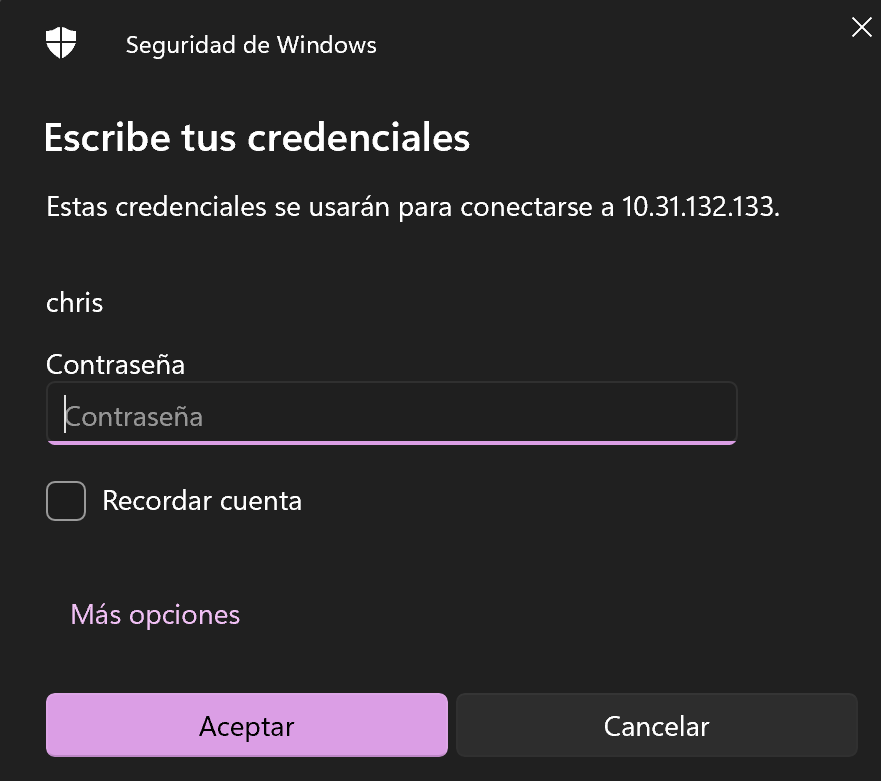 Seguridad de Windows
Escribe tus credenciales
Estas credenciales se usarán para conectarse a 10.31.132.133.
chris
Contraseña
Contraseña
Recordar cuenta
Más opciones
Aceptar
Cancelar